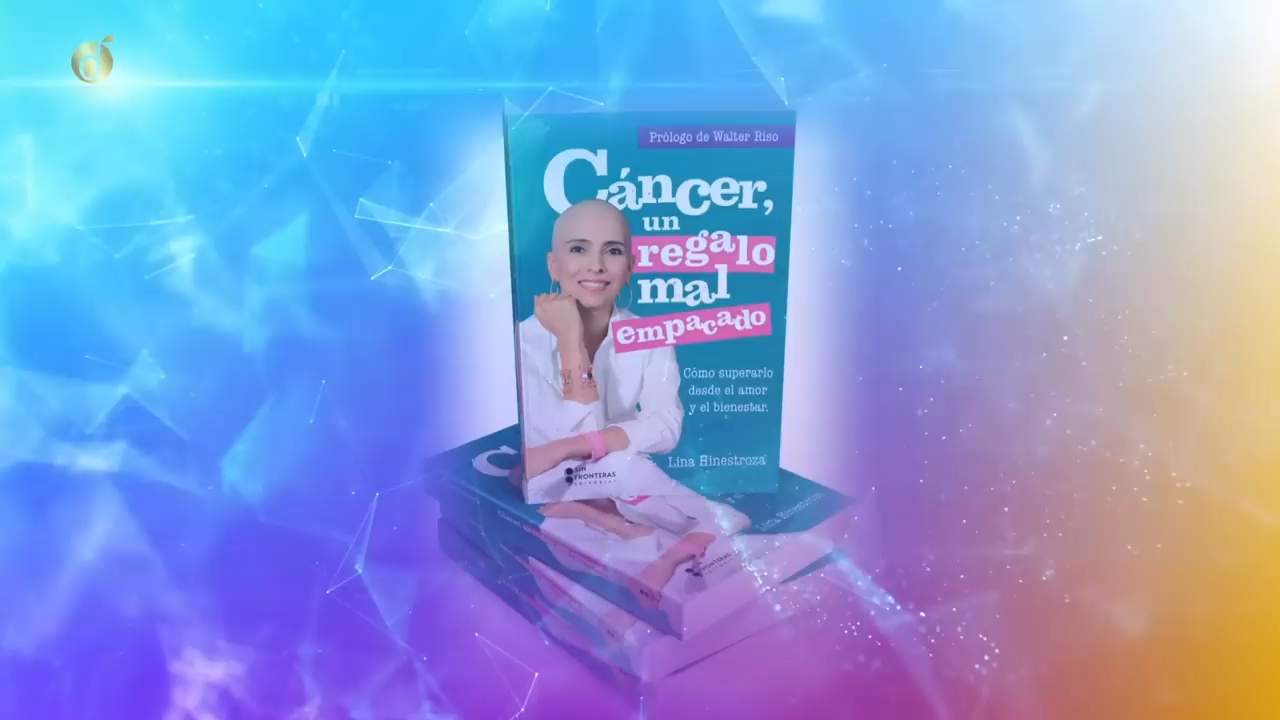 Prólogo de Walter Riso
Cáncer,
un
regalo
mal
empacado
Cómo superarlo
desde el amor
y el bienestar.
Lina Hinestroza
SIN
FRONTERAS
EDITORIAL